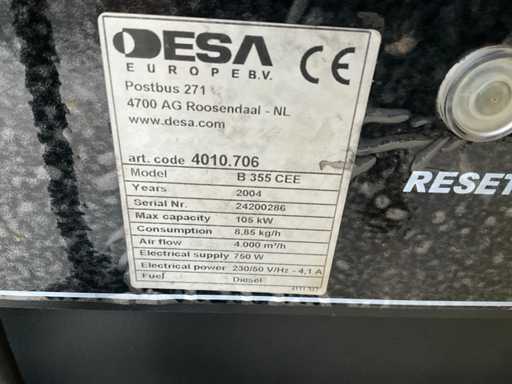 DESA
EUROPE B.V.
CE
Postbus 271
4700 AG Roosendaal - NL
www.desa.com
art. code 4010.706
Model B 355 CEE
Years 2004
Serial Nr. 24200286
Max capacity 105 kW
Consumption 8,85 kg/h
Air flow 4.000 m³/h
Electrical supply 750 W
Electrical power 230/50 V/Hz - 4,1 A
Fuel Diesel
RESET